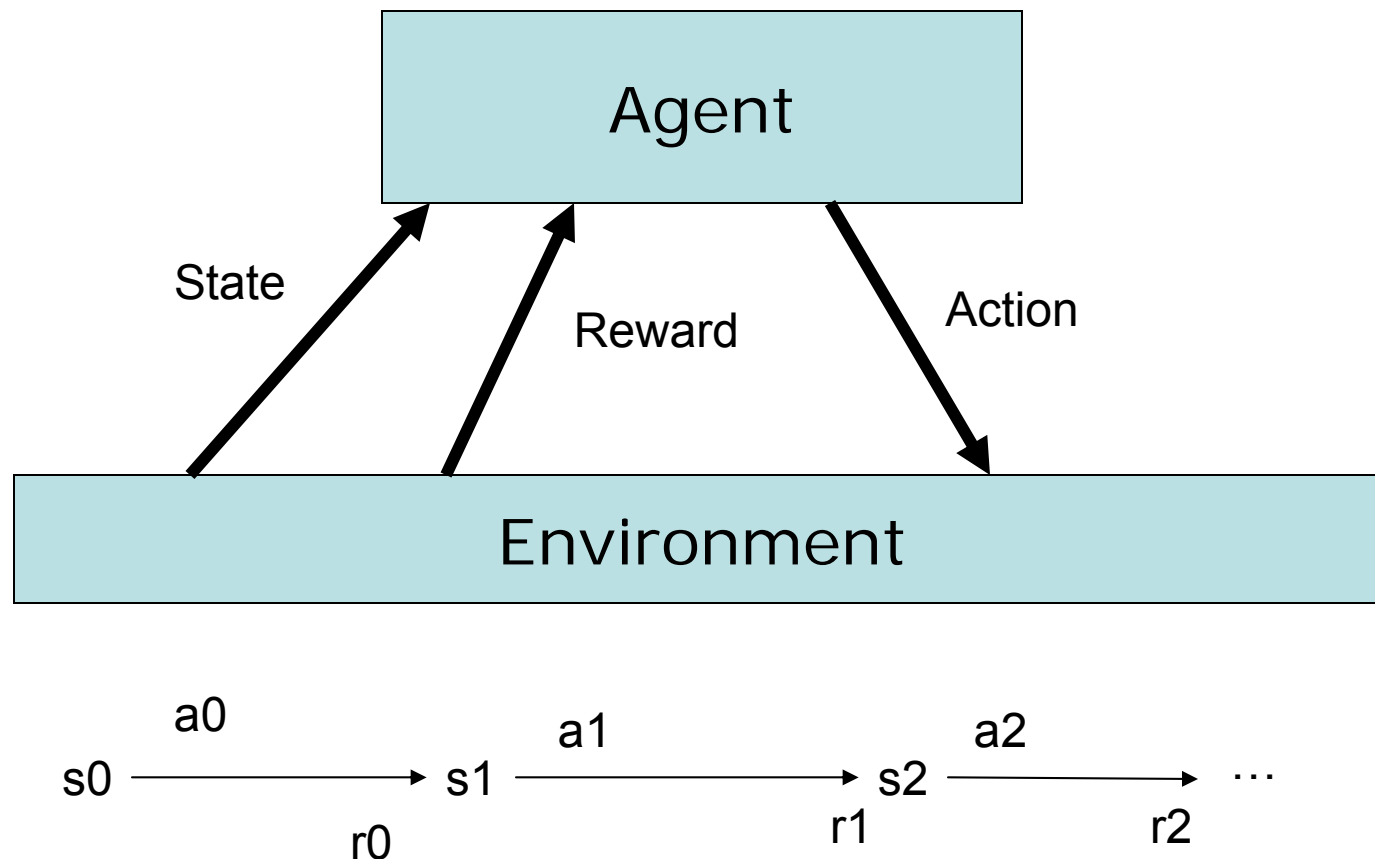 Agent
State
Reward
Action
Environment
a0
a1
a2
s0
s1
s2
...
r0
r1
r2